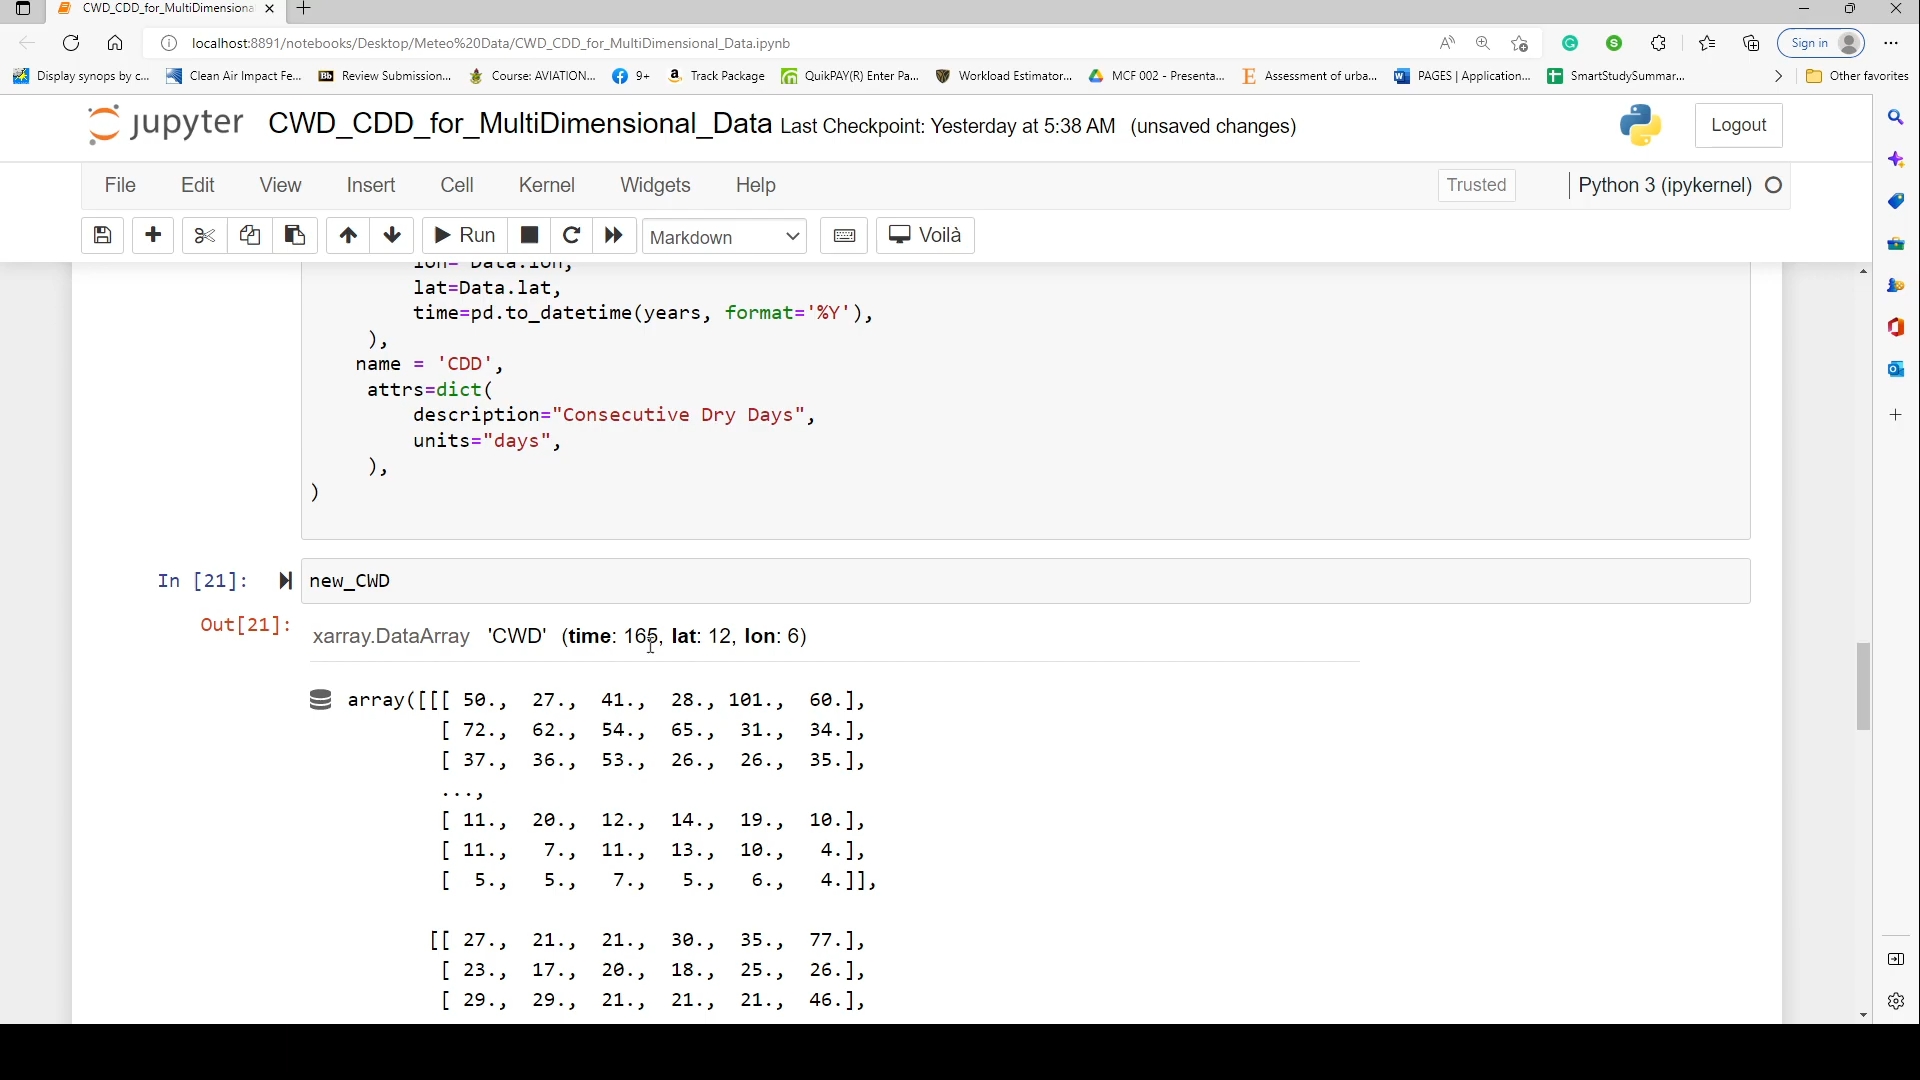 CWD_CDD_for_MultiDimensiona
localhost:8891/notebooks/Desktop/Meteo%20Data/CWD_CDD_for_MultiDimensional_Data.ipynb
Sign in
Display synops by c...
Clean Air Impact Fe...
Bb Review Submission...
Course: AVIATION...
9+
Track Package
QuikPAY(R) Enter Pa...
Workload Estimator...
MCF 002 - Presenta...
Assessment of urba...
PAGES | Application...
SmartStudySummar...
Other favorites
jupyter CWD_CDD_for_MultiDimensional_Data Last Checkpoint: Yesterday at 5:38 AM (unsaved changes)
Logout
File Edit View Insert Cell Kernel Widgets Help
Trusted
Python 3 (ipykernel)
Run
Markdown
Voilà
lon= Data.lon,
lat=Data.lat,
time=pd.to_datetime(years, format='%Y'),
),
name = 'CDD',
attrs=dict(
description="Consecutive Dry Days",
units="days",
),
)
In [21]: new_CWD
Out[21]: xarray.DataArray 'CWD' (time: 165, lat: 12, lon: 6)
array([[[ 50., 27., 41., 28., 101., 60.],
[ 72., 62., 54., 65., 31., 34.],
[ 37., 36., 53., 26., 26., 35.],
...,
[ 11., 20., 12., 14., 19., 10.],
[ 11., 7., 11., 13., 10., 4.],
[ 5., 5., 7., 5., 6., 4.]],
[[ 27., 21., 21., 30., 35., 77.],
[ 23., 17., 20., 18., 25., 26.],
[ 29., 29., 21., 21., 21., 46.],